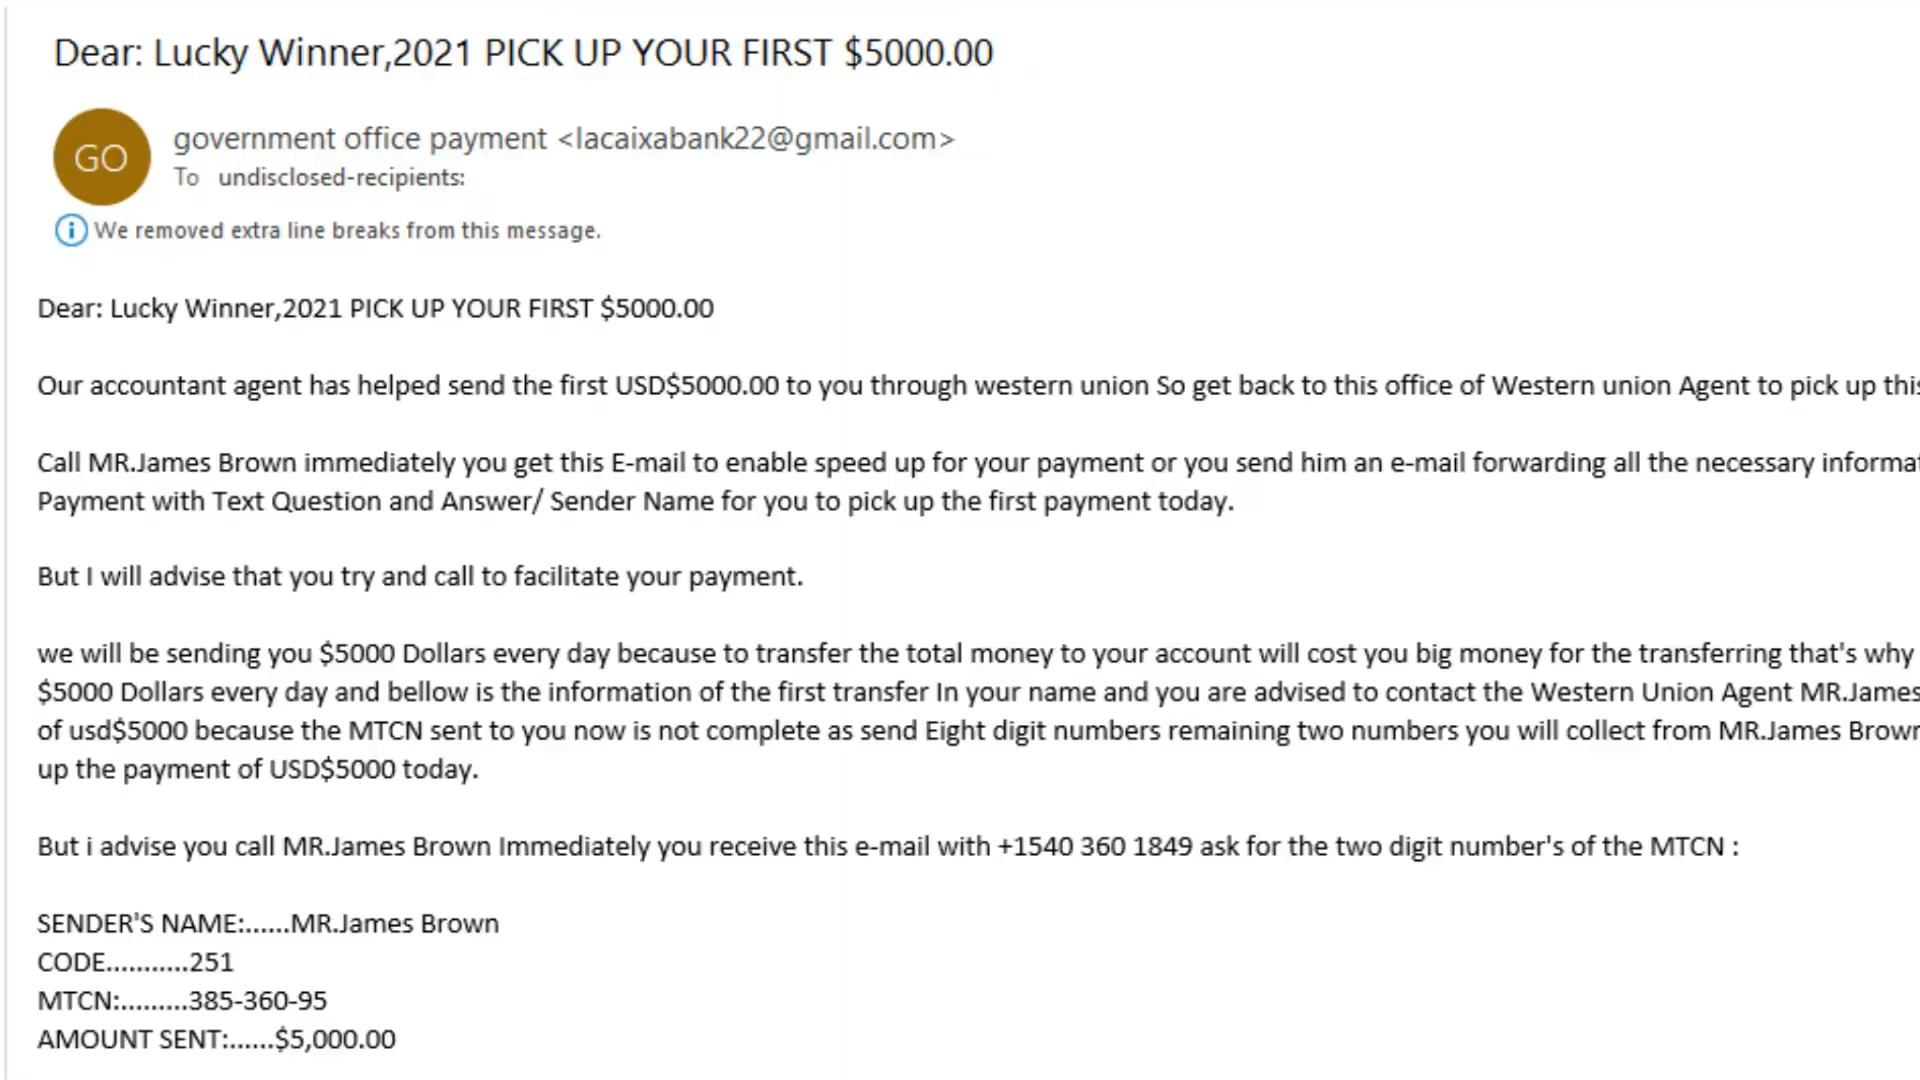 Dear: Lucky Winner,2021 PICK UP YOUR FIRST $5000.00
GO
government office payment <lacaixabank22@gmail.com>
To undisclosed-recipients:
i We removed extra line breaks from this message.
Dear: Lucky Winner,2021 PICK UP YOUR FIRST $5000.00
Our accountant agent has helped send the first USD$5000.00 to you through western union So get back to this office of Western union Agent to pick up this
Call MR.James Brown immediately you get this E-mail to enable speed up for your payment or you send him an e-mail forwarding all the necessary informat
Payment with Text Question and Answer/ Sender Name for you to pick up the first payment today.
But I will advise that you try and call to facilitate your payment.
we will be sending you $5000 Dollars every day because to transfer the total money to your account will cost you big money for the transferring that's why
$5000 Dollars every day and bellow is the information of the first transfer In your name and you are advised to contact the Western Union Agent MR.James
of usd$5000 because the MTCN sent to you now is not complete as send Eight digit numbers remaining two numbers you will collect from MR.James Brown
up the payment of USD$5000 today.
But i advise you call MR.James Brown Immediately you receive this e-mail with +1540 360 1849 ask for the two digit number's of the MTCN :
SENDER'S NAME:......MR.James Brown
CODE...........251
MTCN:.........385-360-95
AMOUNT SENT:......$5,000.00